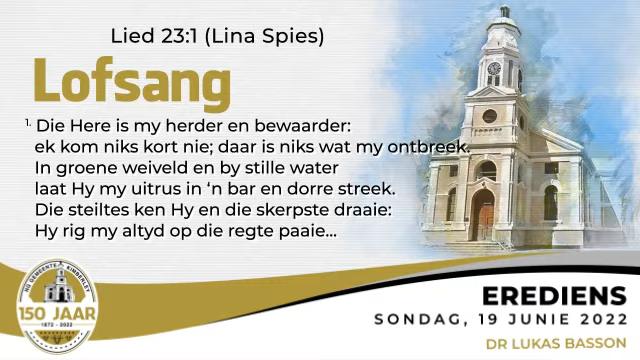 Lied 23:1 (Lina Spies)
Lofsang
1. Die Here is my herder en bewaarder:
ek kom niks kort nie; daar is niks wat my ontbreek.
In groene weiveld en by stille water
laat Hy my uitrus in ‘n bar en dorre streek.
Die steiltes ken Hy en die skerpste draaie:
Hy rig my altyd op die regte paaie...
NG GEMEENTE KIMBERLEY
150 JAAR
1872 - 2022
EREDIENS
SONDAG, 19 JUNIE 2022
DR LUKAS BASSON